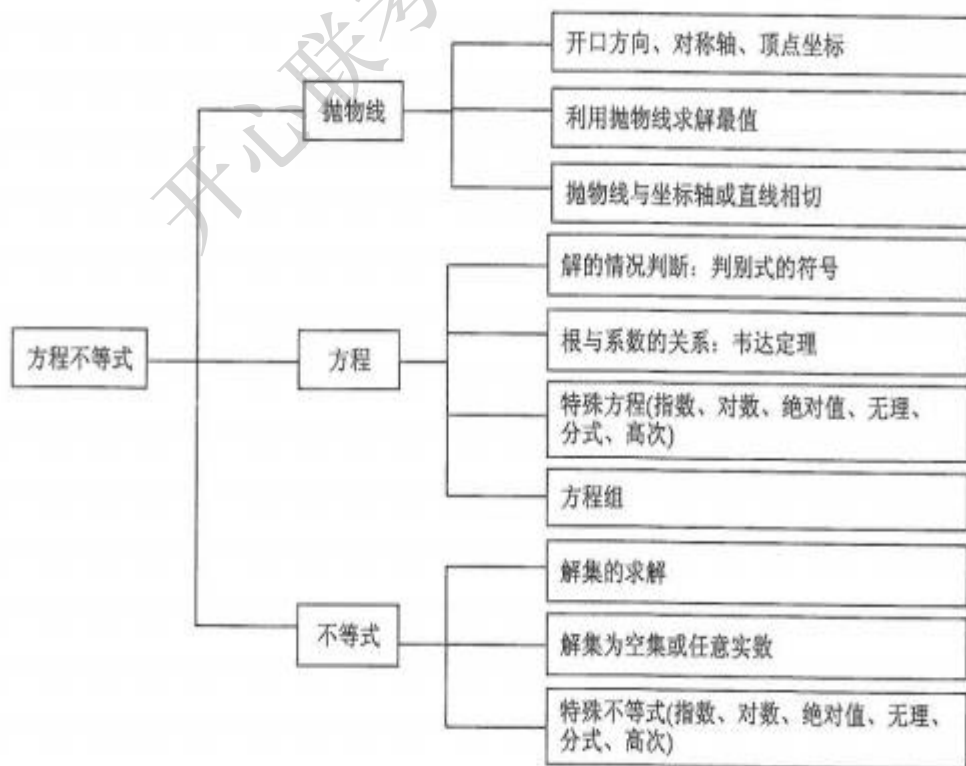 开心联考
开口方向、对称轴、顶点坐标
抛物线
利用抛物线求解最值
抛物线与坐标轴或直线相切
解的情况判断：判别式的符号
根与系数的关系：韦达定理
方程不等式
方程
特殊方程(指数、对数、绝对值、无理、
分式、高次)
方程组
解集的求解
不等式
解集为空集或任意实数
特殊不等式(指数、对数、绝对值、无理、
分式、高次)